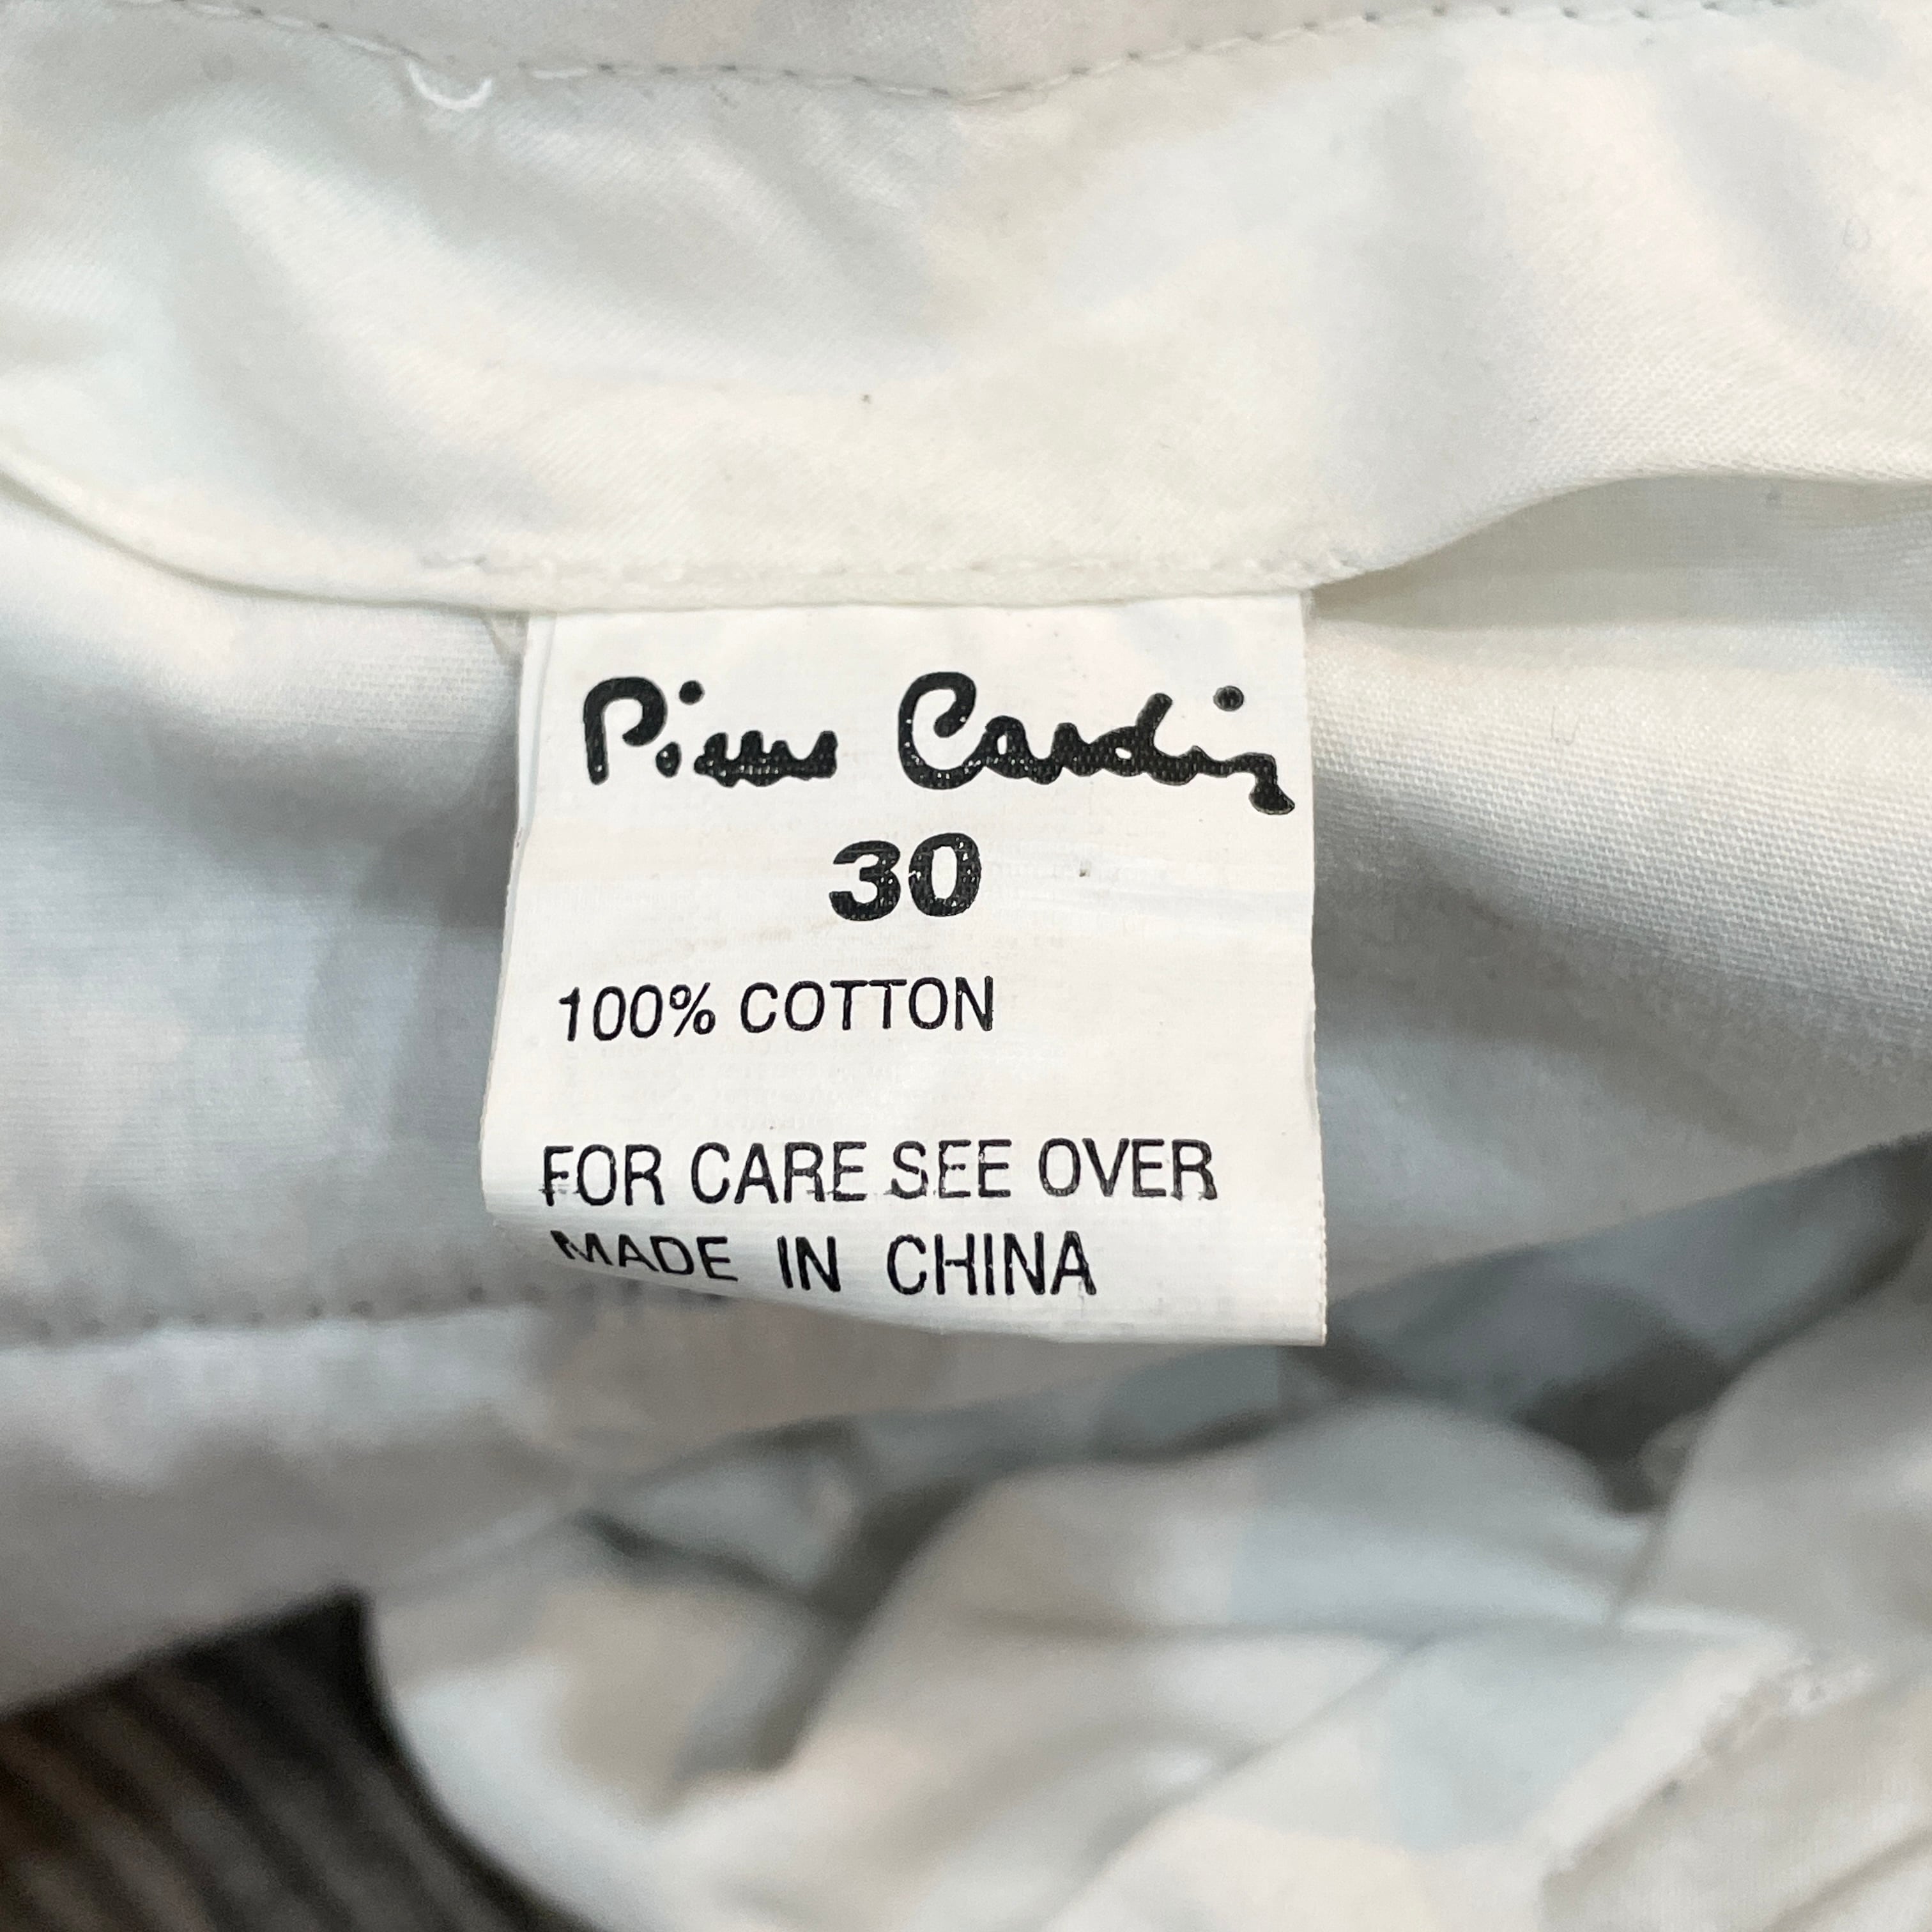 Pierre Cardin
30
100% COTTON
FOR CARE SEE OVER
MADE IN CHINA